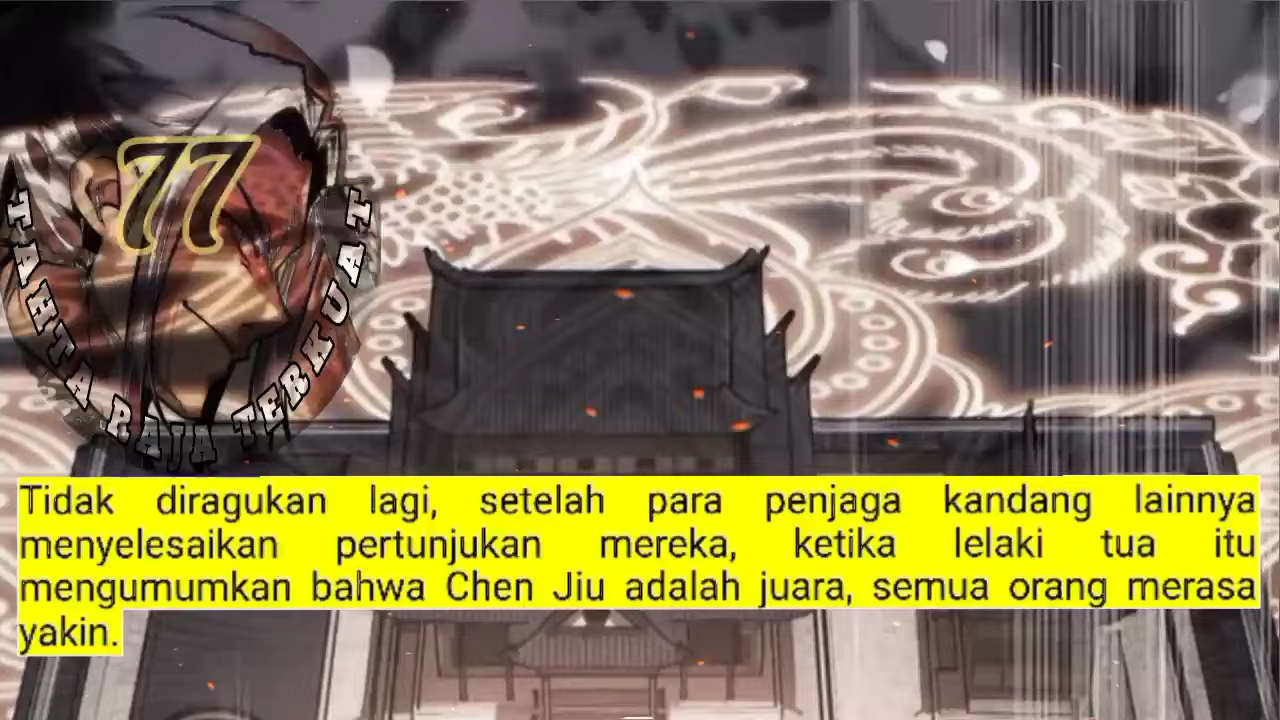 77
TAHTA RAJA TERKUAT
Tidak diragukan lagi, setelah para penjaga kandang lainnya
menyelesaikan pertunjukan mereka, ketika lelaki tua itu
mengumumkan bahwa Chen Jiu adalah juara, semua orang merasa
yakin.